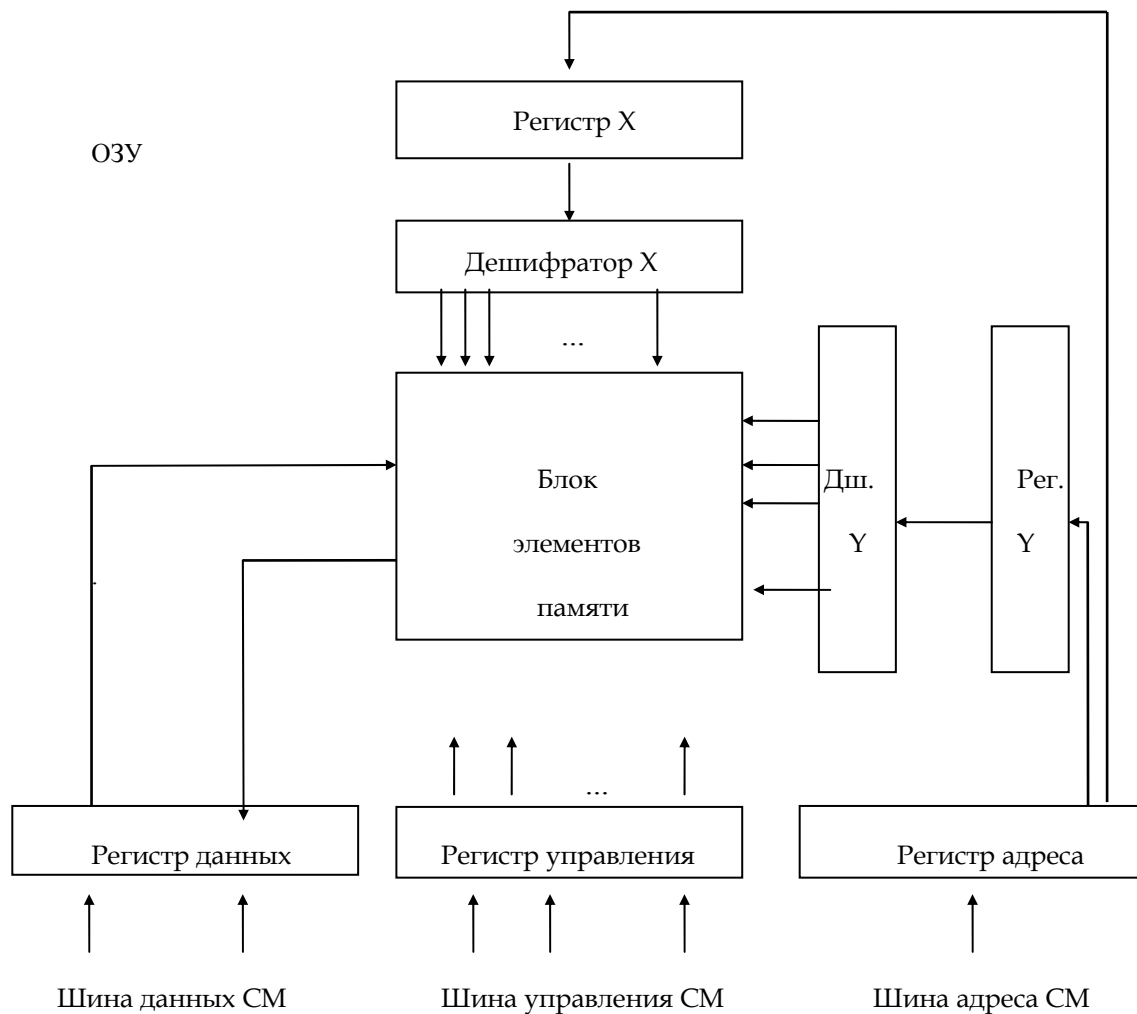 Регистр X
ОЗУ
Дешифратор X
...
Блок
элементов
памяти
Дш.
Y
Рег.
Y
...
Регистр данных
Регистр управления
Регистр адреса
Шина данных СМ
Шина управления СМ
Шина адреса СМ